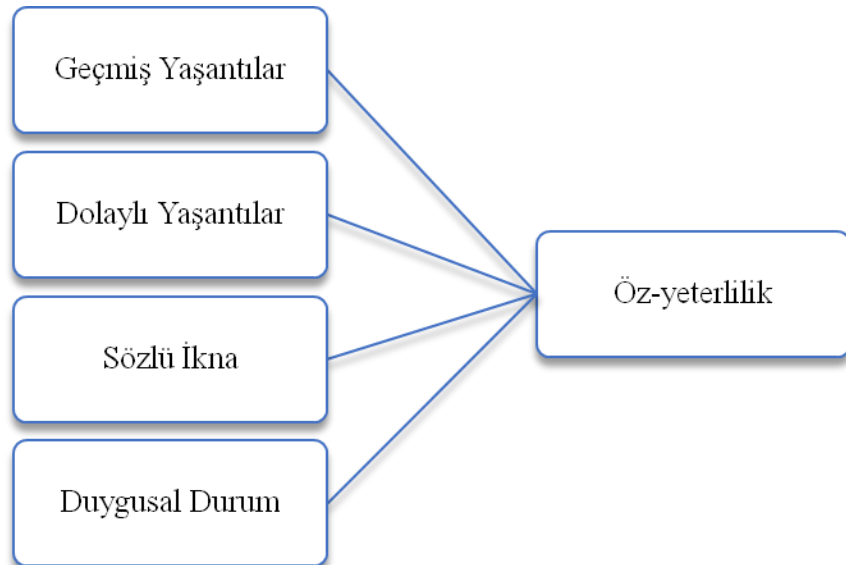 Geçmiş Yaşantılar
Dolaylı Yaşantılar
Öz-yeterlilik
Sözlü İkna
Duygusal Durum